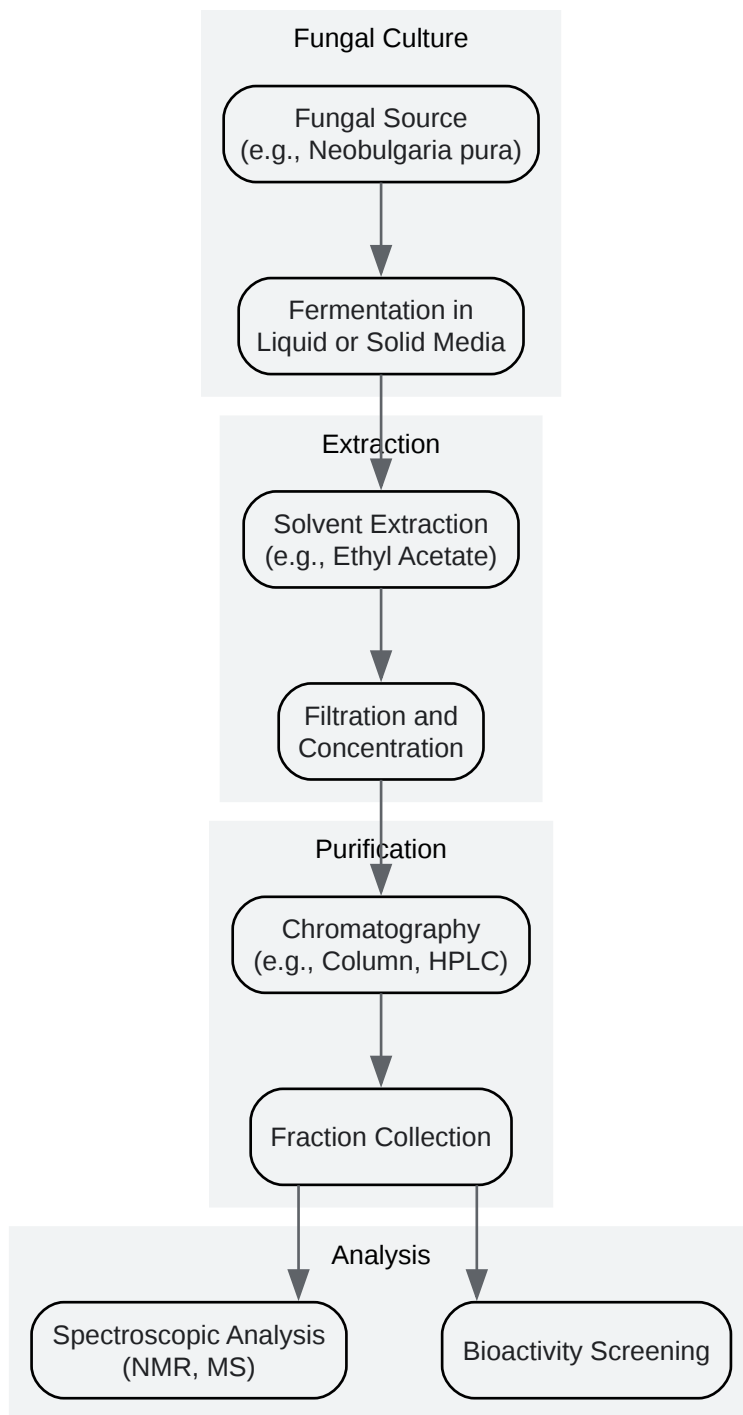 Fungal Culture
Fungal Source
(e.g., Neobulgaria pura)
Fermentation in
Liquid or Solid Media
Extraction
Solvent Extraction
(e.g., Ethyl Acetate)
Filtration and
Concentration
Purification
Chromatography
(e.g., Column, HPLC)
Fraction Collection
Analysis
Spectroscopic Analysis
(NMR, MS)
Bioactivity Screening